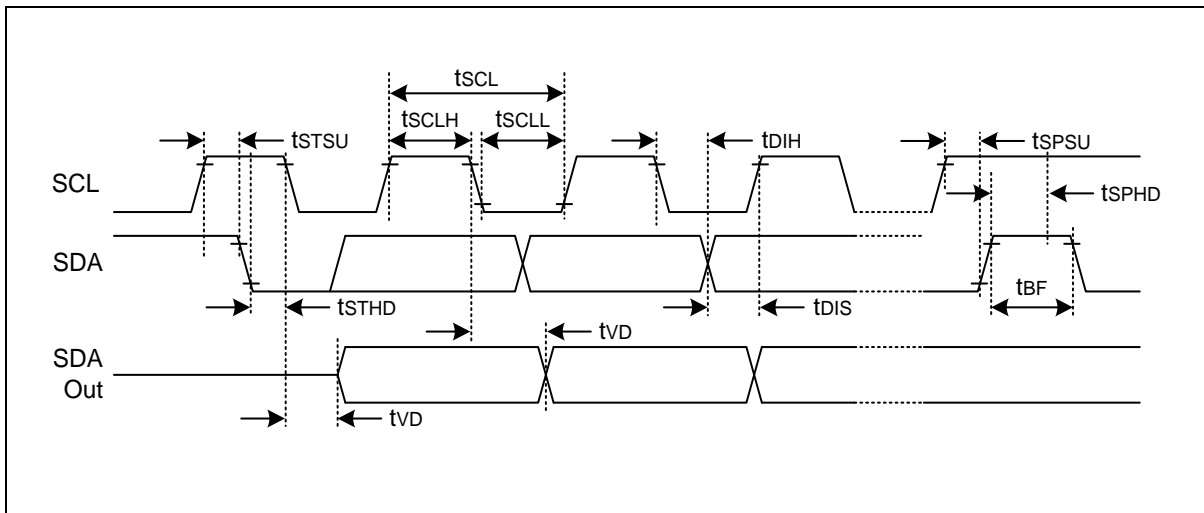 tSCL
tSCLH
tSCLL
tSTSU
tDIH
tSPSU
SCL
tSPHD
SDA
tSTHD
tDIS
tBF
tVD
tVD
SDA
Out